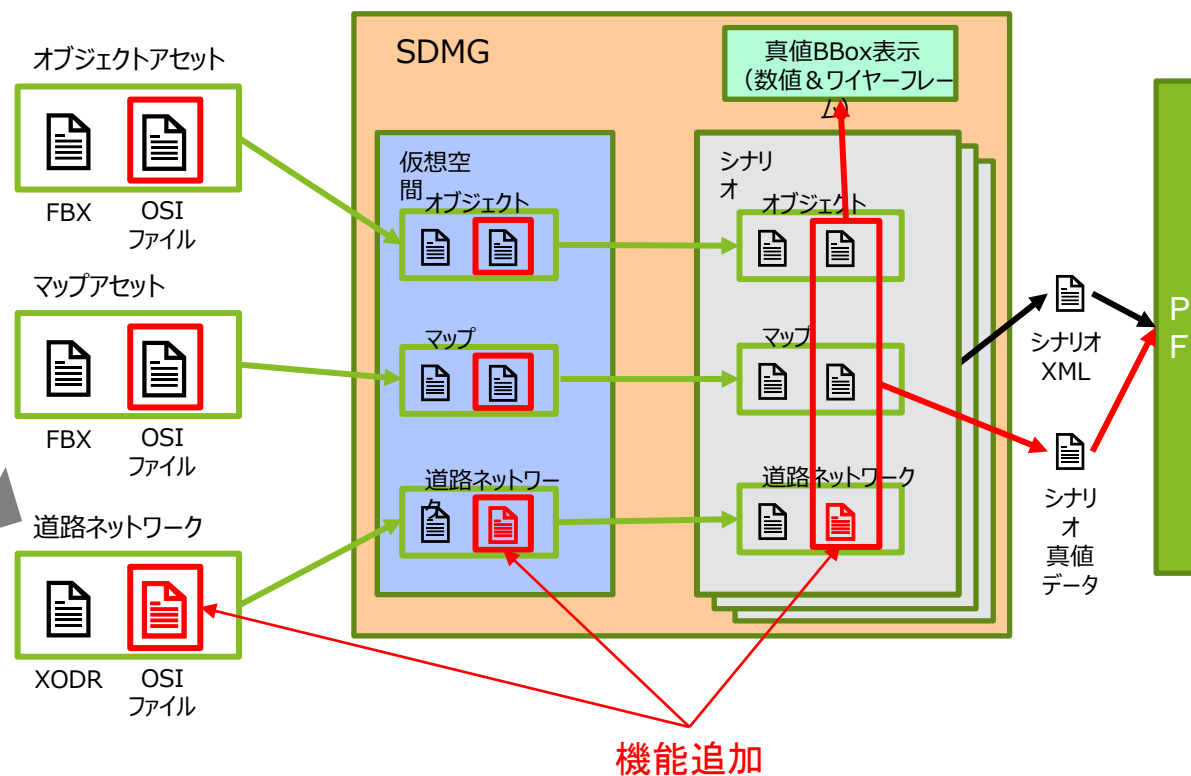 オブジェクトアセット
FBX
OSI
ファイル
マップアセット
FBX
OSI
ファイル
道路ネットワーク
XODR
OSI
ファイル
SDMG
真値BBox表示
(数値&ワイヤーフレー
ム)
仮想空
間
オブジェクト
マップ
道路ネットワー
ク
シナリ
オ
オブジェクト
マップ
道路ネットワーク
シナリオ
XML
シナリ
オ
真値
データ
P
F
機能追加